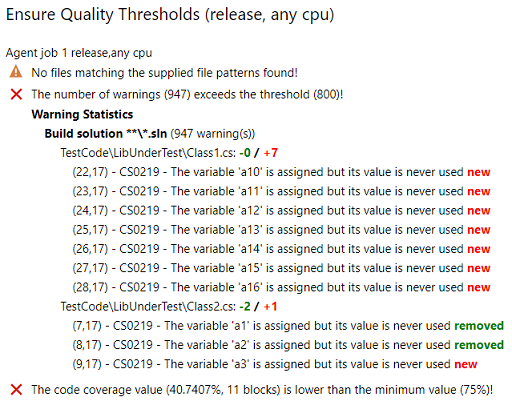 Ensure Quality Thresholds (release, any cpu)
Agent job 1 release,any cpu
No files matching the supplied file patterns found!
The number of warnings (947) exceeds the threshold (800)!
Warning Statistics
Build solution **\*.sln (947 warning(s))
TestCode\LibUnderTest\Class1.cs: -0 / +7
(22,17) - CS0219 - The variable 'a10' is assigned but its value is never used new
(23,17) - CS0219 - The variable 'a11' is assigned but its value is never used new
(24,17) - CS0219 - The variable 'a12' is assigned but its value is never used new
(25,17) - CS0219 - The variable 'a13' is assigned but its value is never used new
(26,17) - CS0219 - The variable 'a14' is assigned but its value is never used new
(27,17) - CS0219 - The variable 'a15' is assigned but its value is never used new
(28,17) - CS0219 - The variable 'a16' is assigned but its value is never used new
TestCode\LibUnderTest\Class2.cs: -2 / +1
(7,17) - CS0219 - The variable 'a1' is assigned but its value is never used removed
(8,17) - CS0219 - The variable 'a2' is assigned but its value is never used removed
(9,17) - CS0219 - The variable 'a3' is assigned but its value is never used new
The code coverage value (40.7407%, 11 blocks) is lower than the minimum value (75%)!